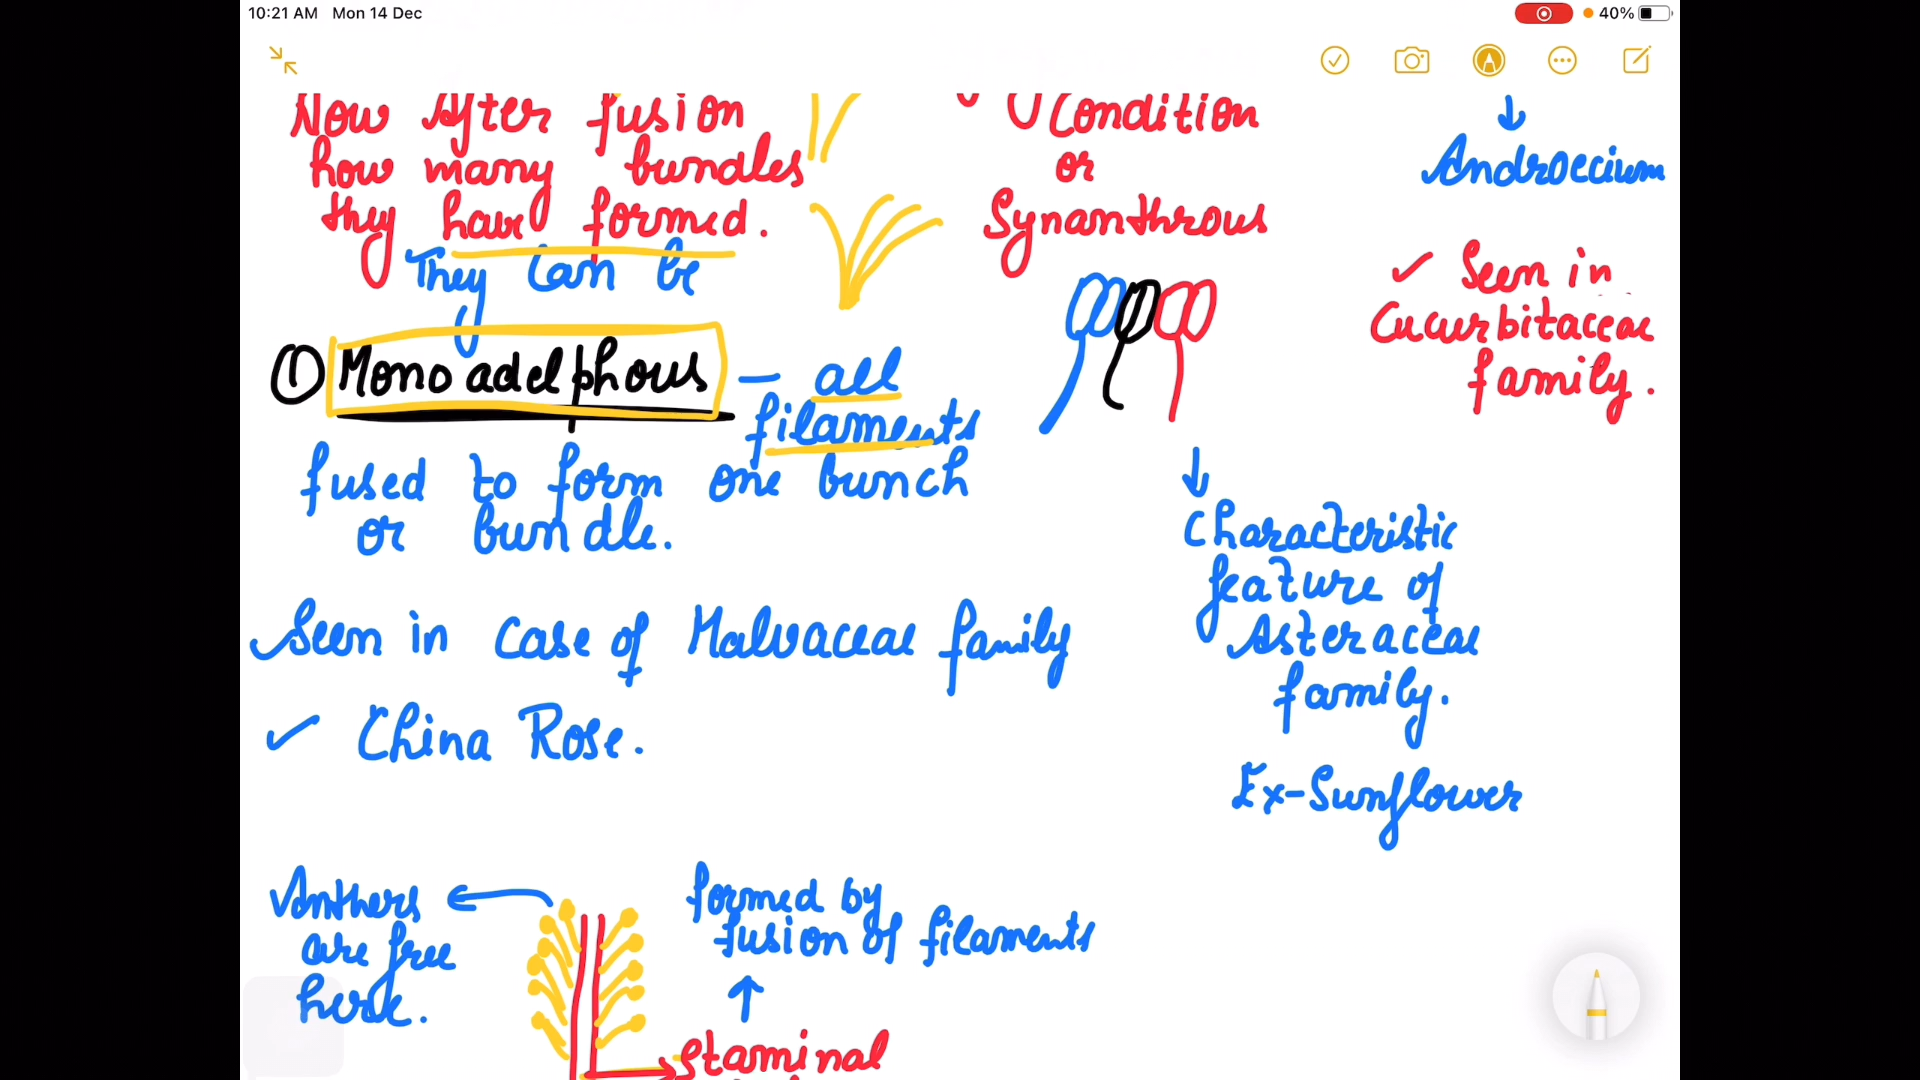 10:21 AM Mon 14 Dec
40%
Now After fusion
how many bundles
they have formed.
They Can be
① Monoadelphous – all
filaments
fused to form one bunch
or bundle.
Seen in case of Malvaceae family
✓ China Rose.
Anthers
are free
here.
formed by
fusion of filaments
↑
Staminal
Condition
or
Synanthrous
↓
Characteristic
feature of
Asteraceae
family.
Ex-Sunflower
↓
Androecium
✓ Seen in
Cucurbitaceae
family.